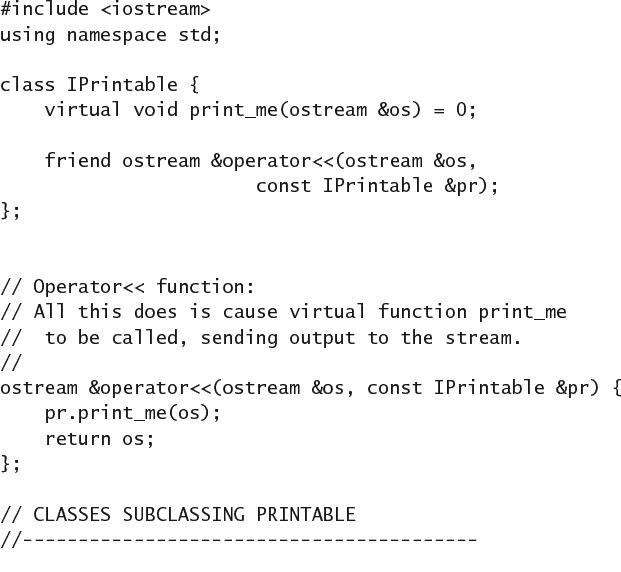 #include <iostream>
using namespace std;
class IPrintable {
    virtual void print_me(ostream &os) = 0;
    friend ostream &operator<<(ostream &os,
                       const IPrintable &pr);
};
// Operator<< function:
// All this does is cause virtual function print_me
//  to be called, sending output to the stream.
//
ostream &operator<<(ostream &os, const IPrintable &pr) {
    pr.print_me(os);
    return os;
};
// CLASSES SUBCLASSING PRINTABLE
//-----------------------------------------